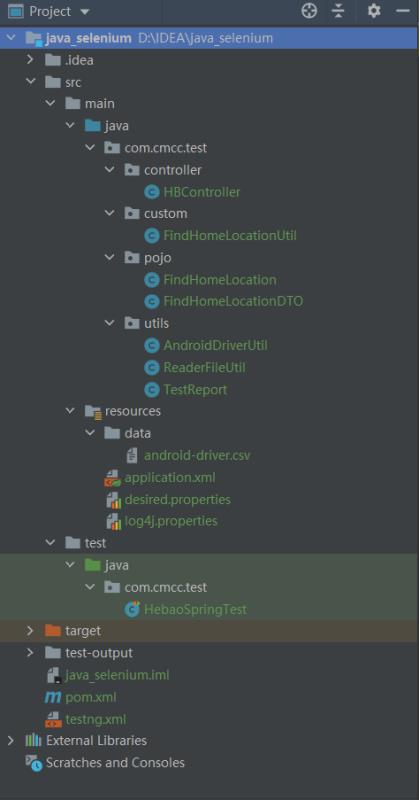 Project
java_selenium D:\IDEA\java_selenium
.idea
src
main
java
com.cmcc.test
controller
HBController
custom
FindHomeLocationUtil
pojo
FindHomeLocation
FindHomeLocationDTO
utils
AndroidDriverUtil
ReaderFileUtil
TestReport
resources
data
android-driver.csv
application.xml
desired.properties
log4j.properties
test
java
com.cmcc.test
HebaoSpringTest
target
test-output
java_selenium.iml
pom.xml
testng.xml
External Libraries
Scratches and Consoles